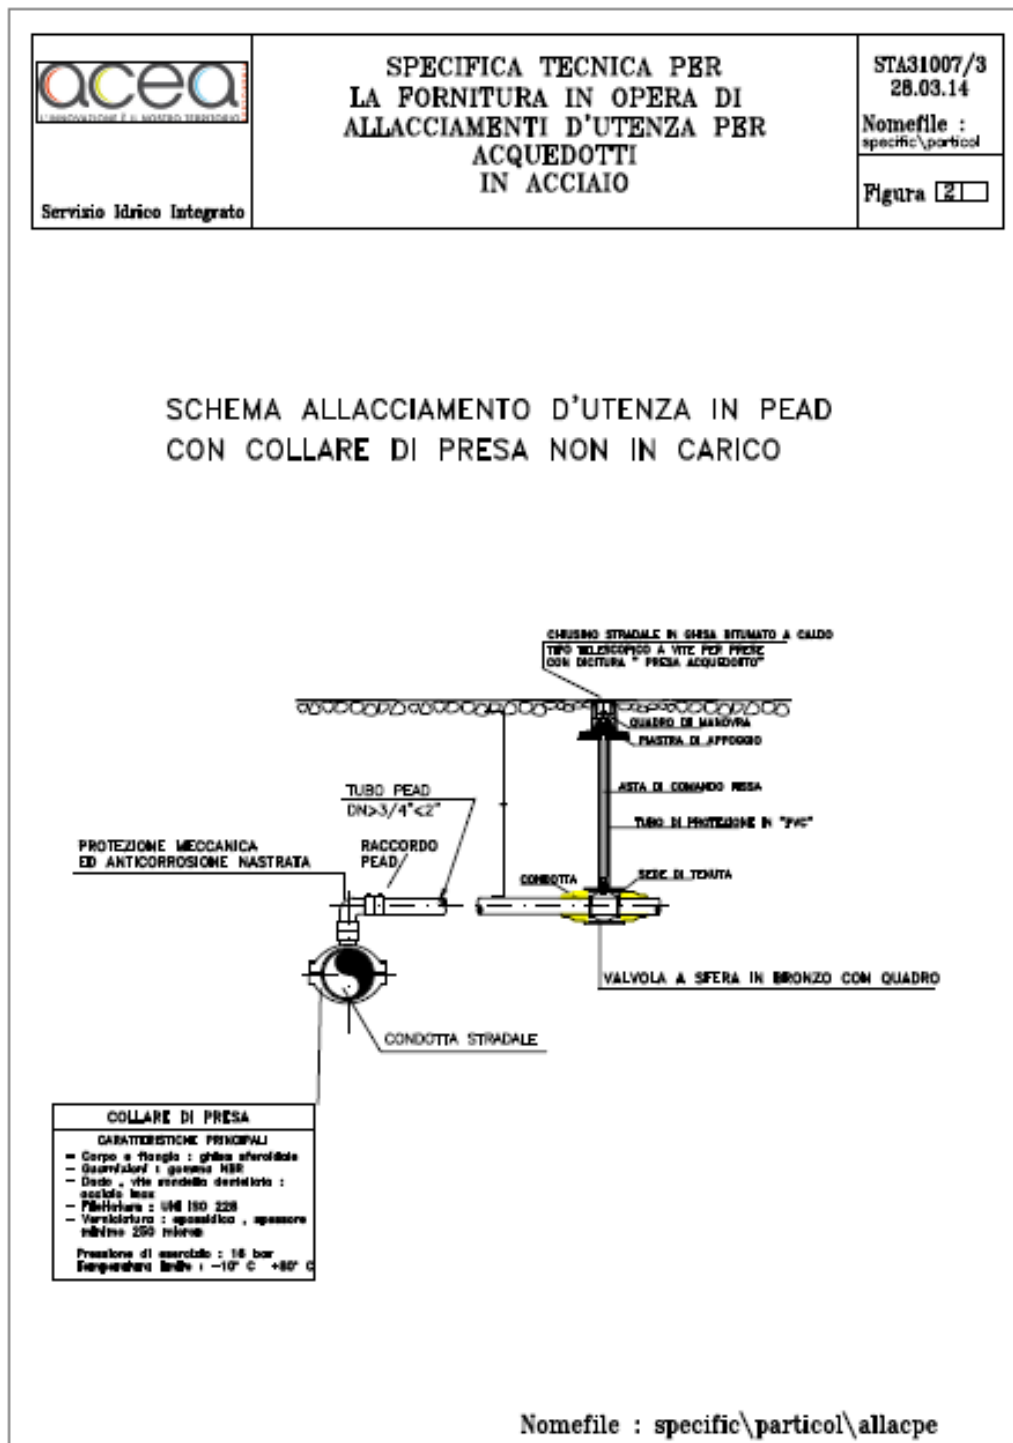 acea
L'INNOVAZIONE È IL NOSTRO TERRITORIO
Servizio Idrico Integrato
SPECIFICA TECNICA PER
LA FORNITURA IN OPERA DI
ALLACCIAMENTI D'UTENZA PER
ACQUEDOTTI
IN ACCIAIO
STA31007/3
28.03.14
Nomefile :
specific\particol
Figura 2
SCHEMA ALLACCIAMENTO D'UTENZA IN PEAD
CON COLLARE DI PRESA NON IN CARICO
CHIUSINO STRADALE IN GHISA BITUMATO A CALDO
TIPO TELESCOPICO A VITE PER PRESE
CON DICITURA " PRESA ACQUEDOTTO"
QUADRO DI MANOVRA
PIASTRA DI APPOGGIO
ASTA DI COMANDO FISSA
TUBO DI PROTEZIONE IN "PVC"
SEDE DI TENUTA
CONDOTTA
TUBO PEAD
DN>3/4"<2"
RACCORDO
PEAD
PROTEZIONE MECCANICA
ED ANTICORROSIONE NASTRATA
VALVOLA A SFERA IN BRONZO CON QUADRO
CONDOTTA STRADALE
COLLARE DI PRESA
CARATTERISTICHE PRINCIPALI
- Corpo e flangia : ghisa sferoidale
- Guarnizioni : gomma NBR
- Dado , vite rondella dentellata :
acciaio inox
- Filettatura : UNI ISO 228
- Verniciatura : epossidica , spessore
minimo 250 micron
Pressione di esercizio : 16 bar
Temperatura limite : -10° C +80° C
Nomefile : specific\particol\allacpe